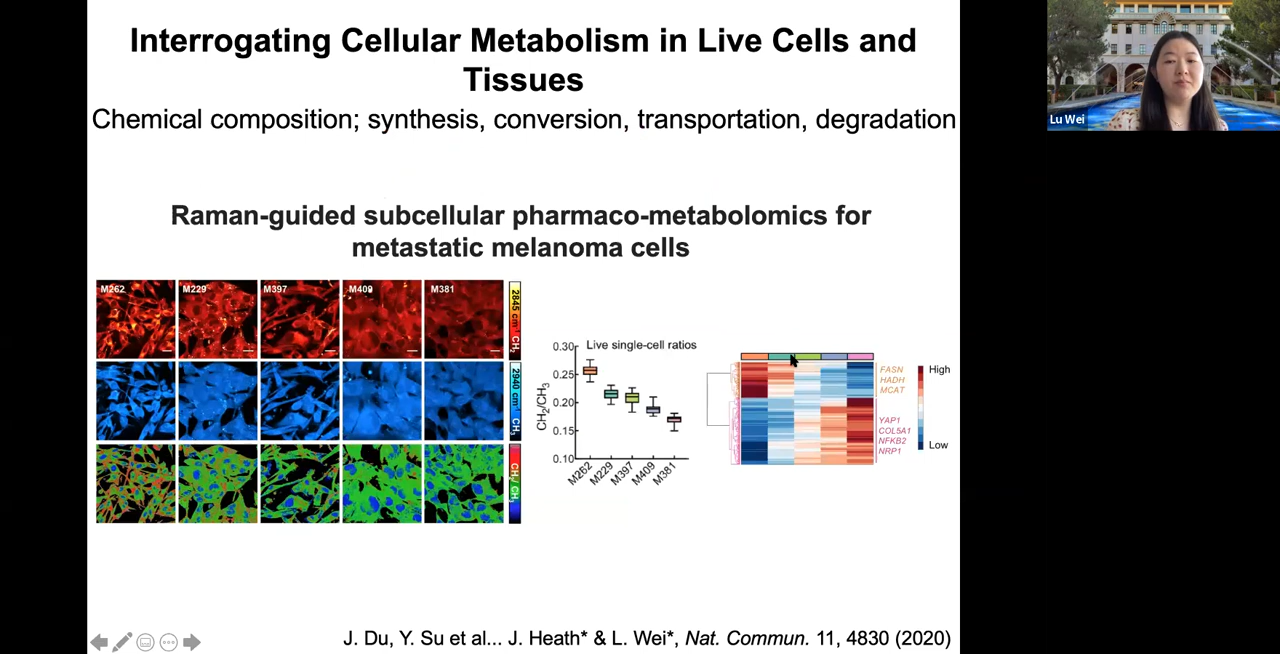 Interrogating Cellular Metabolism in Live Cells and
Tissues
Chemical composition; synthesis, conversion, transportation, degradation
Lu Wei
Raman-guided subcellular pharmaco-metabolomics for
metastatic melanoma cells
M262
M229
M397
M409
M381
2845 cm⁻¹ CH₂
2940 cm⁻¹ CH₃
CH₂/ CH₃
Live single-cell ratios
CH₂/CH₃
0.30
0.25
0.20
0.15
0.10
M262
M229
M397
M409
M381
FASN
HADH
MCAT
YAP1
COL5A1
NFKB2
NRP1
High
Low
J. Du, Y. Su et al... J. Heath* & L. Wei*, Nat. Commun. 11, 4830 (2020)